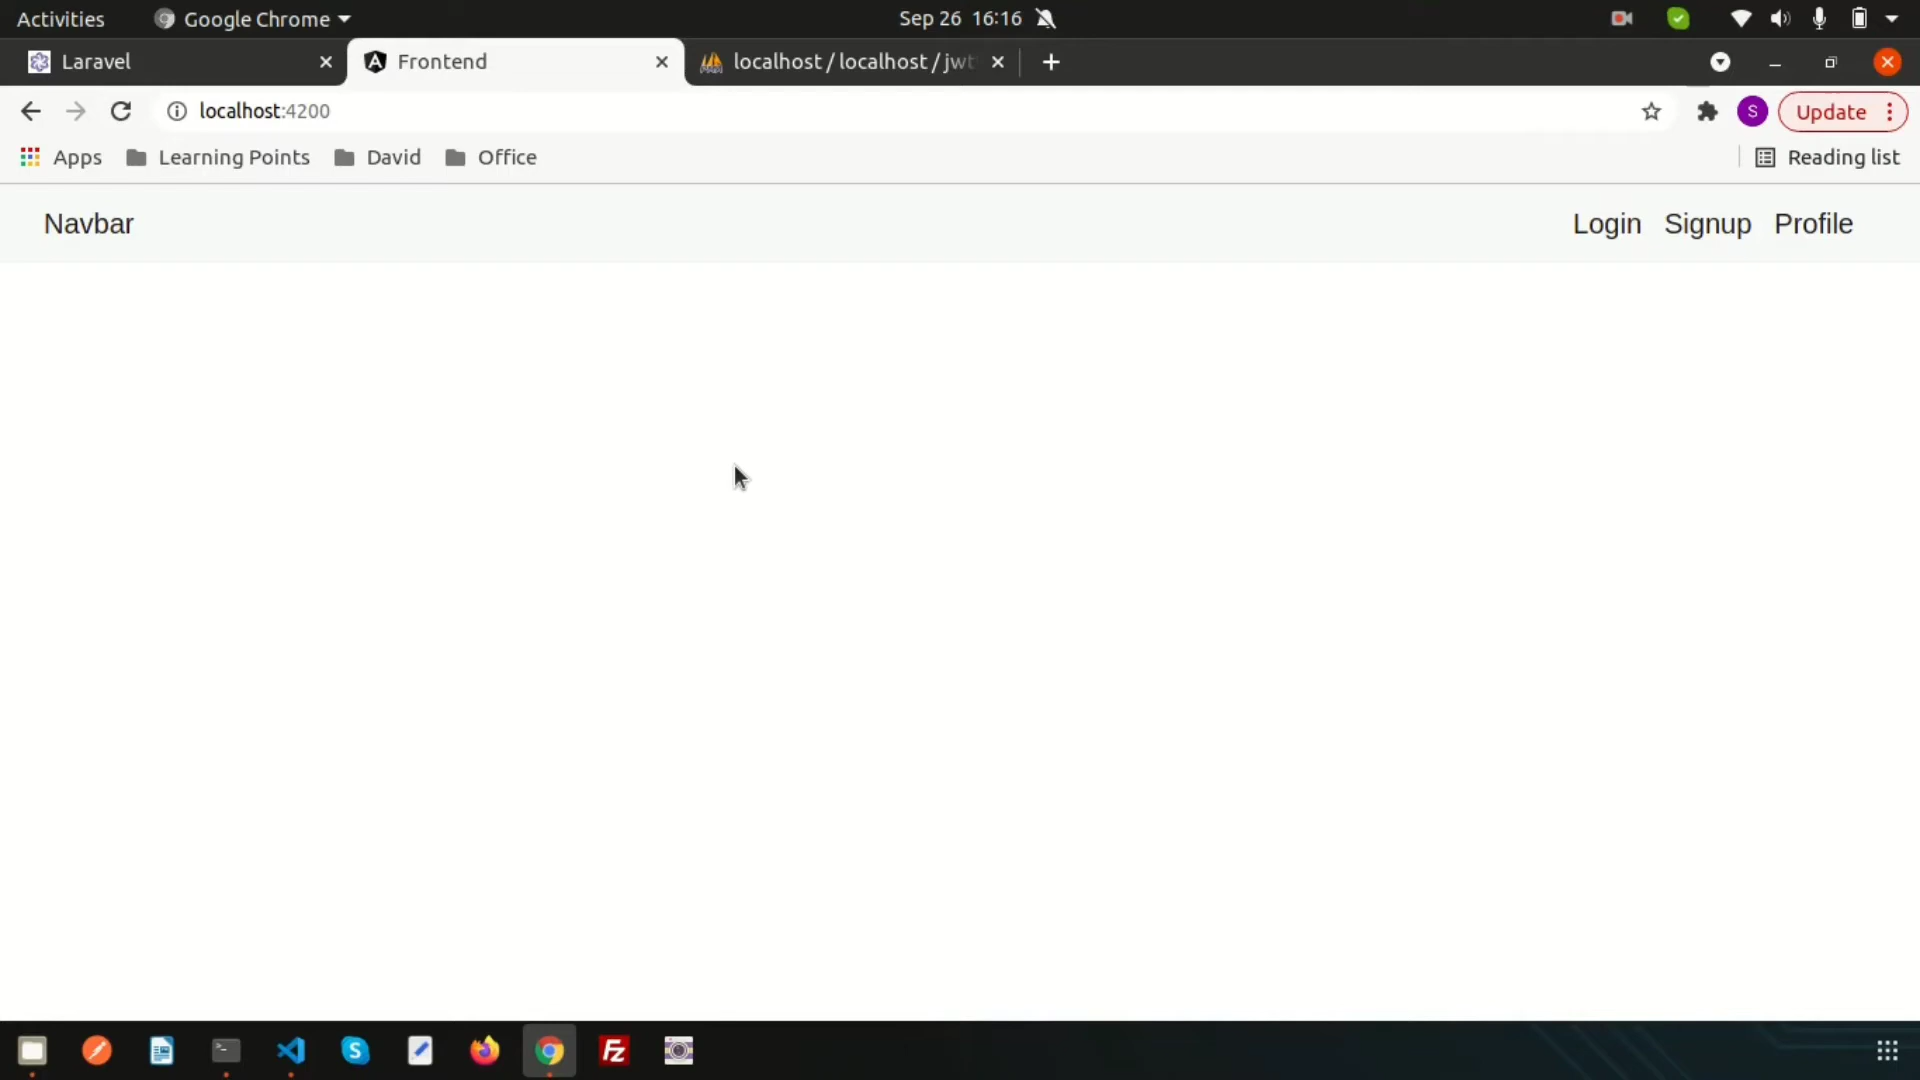 Activities Google Chrome Sep 26 16:16
Laravel Frontend localhost / localhost / jwt
localhost:4200 S Update
Apps Learning Points David Office Reading list
Navbar Login Signup Profile